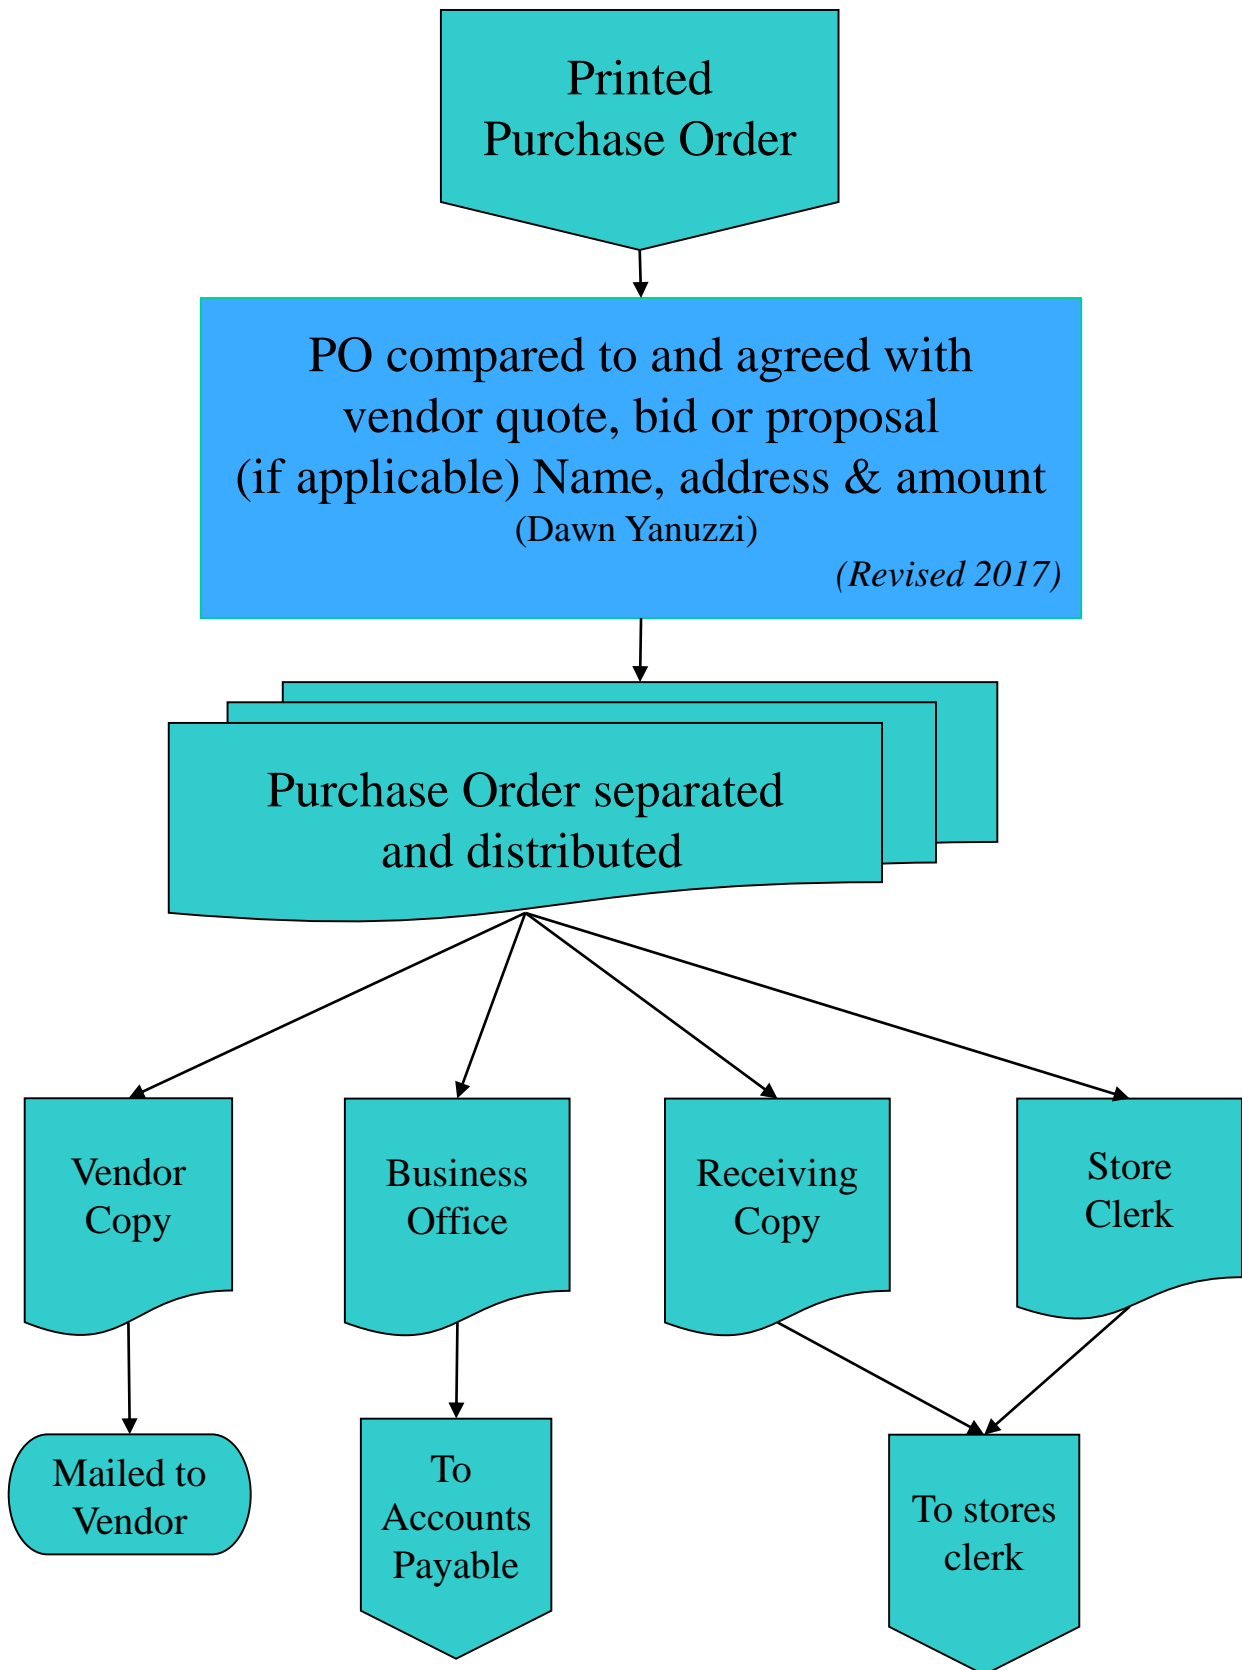 Printed
Purchase Order
PO compared to and agreed with
vendor quote, bid or proposal
(if applicable) Name, address & amount
(Dawn Yanuzzi)
(Revised 2017)
Purchase Order separated
and distributed
Vendor
Copy
Business
Office
Receiving
Copy
Store
Clerk
Mailed to
Vendor
To
Accounts
Payable
To stores
clerk